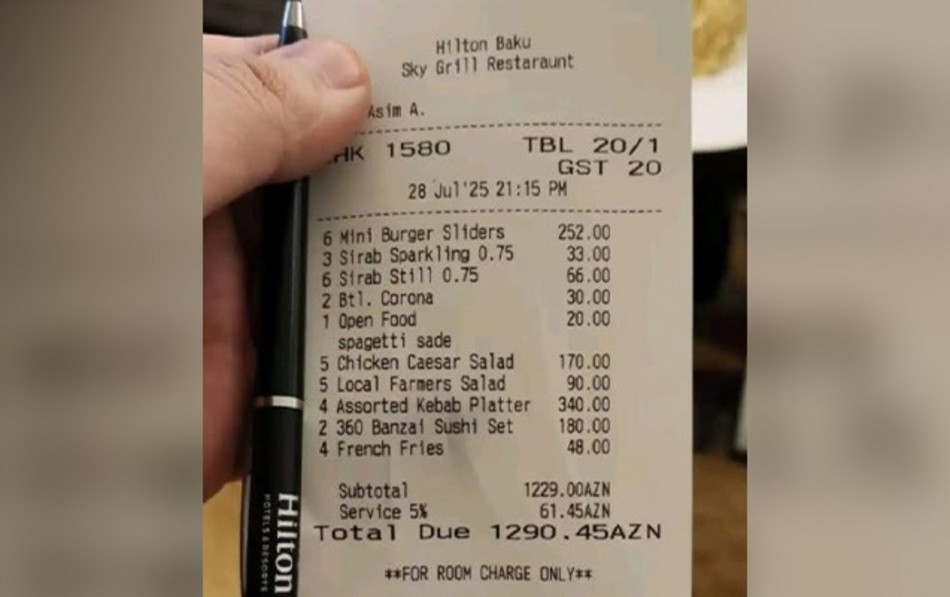 Hilton Baku
Sky Grill Restaraunt
Asim A.
HK 1580 TBL 20/1
GST 20
28 Jul'25 21:15 PM
6 Mini Burger Sliders 252.00
3 Sirab Sparkling 0.75 33.00
6 Sirab Still 0.75 66.00
2 Btl. Corona 30.00
1 Open Food 20.00
spagetti sade
5 Chicken Caesar Salad 170.00
5 Local Farmers Salad 90.00
4 Assorted Kebab Platter 340.00
2 360 Banzai Sushi Set 180.00
4 French Fries 48.00
Subtotal 1229.00AZN
Service 5% 61.45AZN
Total Due 1290.45AZN
**FOR ROOM CHARGE ONLY**
Hilton
HOTELS & RESORTS